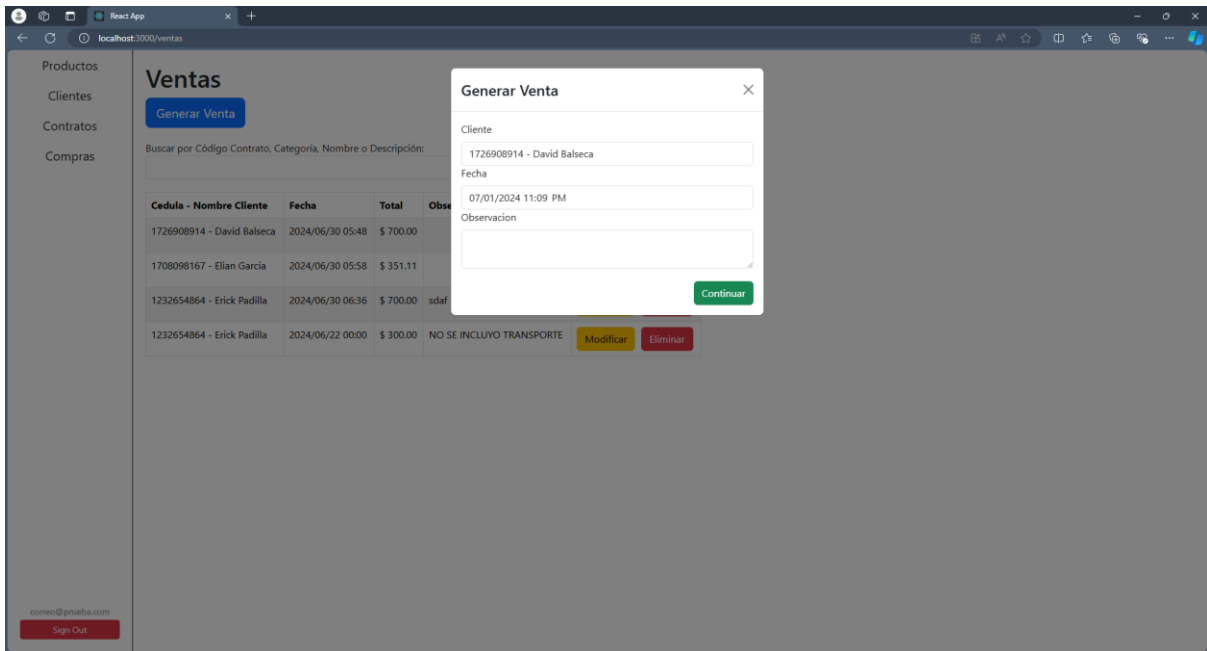 React App
localhost:3000/ventas
Productos
Clientes
Contratos
Compras
correo@prueba.com
Sign Out
Ventas
Generar Venta
Buscar por Código Contrato, Categoría, Nombre o Descripción:
Cedula - Nombre Cliente Fecha Total Obse
1726908914 - David Balseca 2024/06/30 05:48 $ 700.00
1708098167 - Elian Garcia 2024/06/30 05:58 $ 351.11
1232654864 - Erick Padilla 2024/06/30 06:36 $ 700.00 sdaf
1232654864 - Erick Padilla 2024/06/22 00:00 $ 300.00 NO SE INCLUYO TRANSPORTE Modificar Eliminar
Generar Venta
Cliente
1726908914 - David Balseca
Fecha
07/01/2024 11:09 PM
Observacion
Continuar